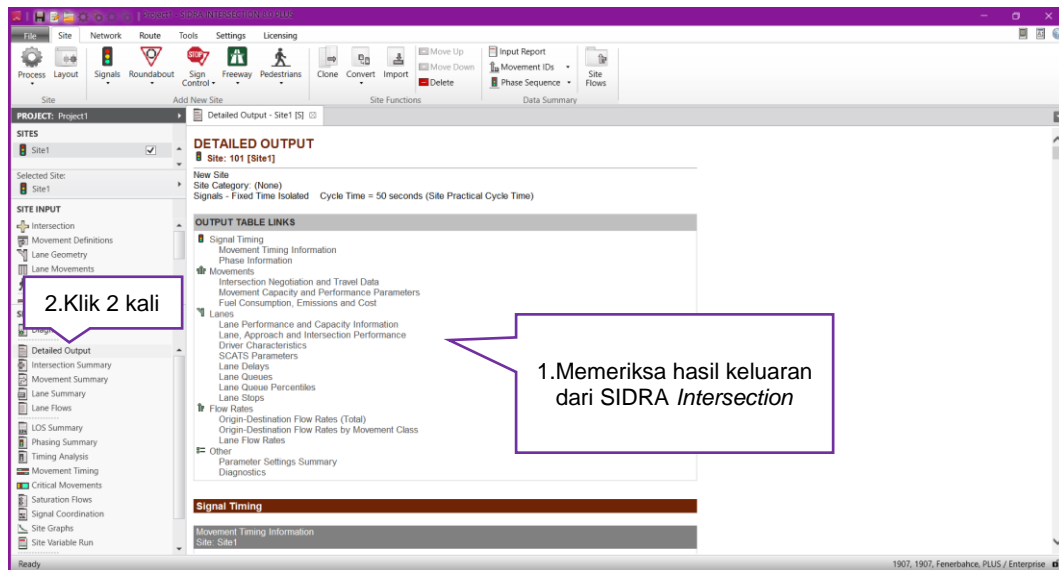 Project1 - SIDRA INTERSECTION 8.0 PLUS
File Site Network Route Tools Settings Licensing
Process Layout Signals Roundabout Sign Control Freeway Pedestrians Clone Convert Import
Move Up
Move Down
Delete
Input Report
Movement IDs
Phase Sequence
Site Flows
Site Add New Site Site Functions Data Summary
PROJECT: Project1
Detailed Output - Site1 [S]
SITES
Site1
Selected Site:
Site1
SITE INPUT
Intersection
Movement Definitions
Lane Geometry
Lane Movements
2.Klik 2 kali
Detailed Output
Intersection Summary
Movement Summary
Lane Summary
Lane Flows
LOS Summary
Phasing Summary
Timing Analysis
Movement Timing
Critical Movements
Saturation Flows
Signal Coordination
Site Graphs
Site Variable Run
DETAILED OUTPUT
Site: 101 [Site1]
New Site
Site Category: (None)
Signals - Fixed Time Isolated Cycle Time = 50 seconds (Site Practical Cycle Time)
OUTPUT TABLE LINKS
Signal Timing
Movement Timing Information
Phase Information
Movements
Intersection Negotiation and Travel Data
Movement Capacity and Performance Parameters
Fuel Consumption, Emissions and Cost
Lanes
Lane Performance and Capacity Information
Lane, Approach and Intersection Performance
Driver Characteristics
SCATS Parameters
Lane Delays
Lane Queues
Lane Queue Percentiles
Lane Stops
Flow Rates
Origin-Destination Flow Rates (Total)
Origin-Destination Flow Rates by Movement Class
Lane Flow Rates
Other
Parameter Settings Summary
Diagnostics
1.Memeriksa hasil keluaran
dari SIDRA Intersection
Signal Timing
Movement Timing Information
Site: Site1
Ready
1907, 1907, Fenerbahce, PLUS / Enterprise